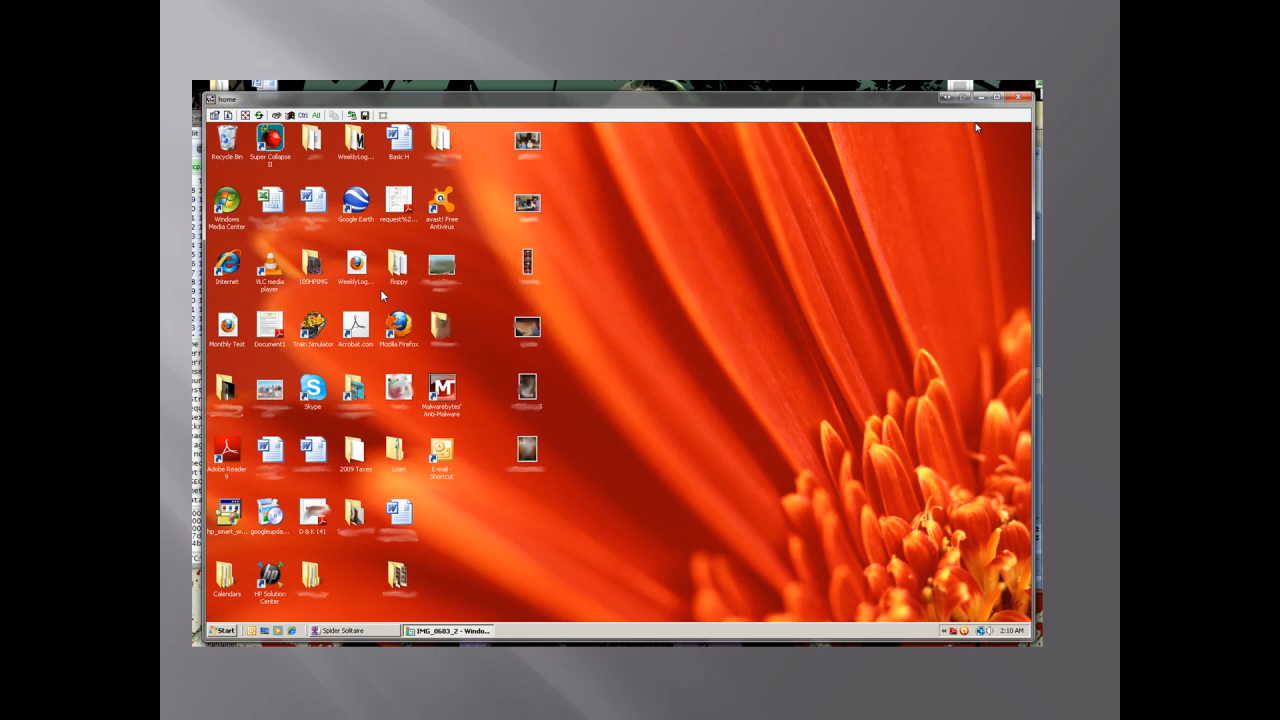 home
Ctrl Alt
Recycle Bin
Super Collapse II
WeeklyLog...
Basic H
Windows Media Center
Google Earth
request%2...
avast! Free Antivirus
Internet
VLC media player
100HPIMG
WeeklyLog...
floppy
Monthly Test
Document1
Train Simulator
Acrobat.com
Mozilla Firefox
Skype
Malwarebytes' Anti-Malware
Adobe Reader 9
2009 Taxes
Loan
E-mail - Shortcut
hp_smart_w...
googleupda...
D & K 141
Calendars
HP Solution Center
Start
Spider Solitaire
IMG_0683_2 - Windo...
2:10 AM